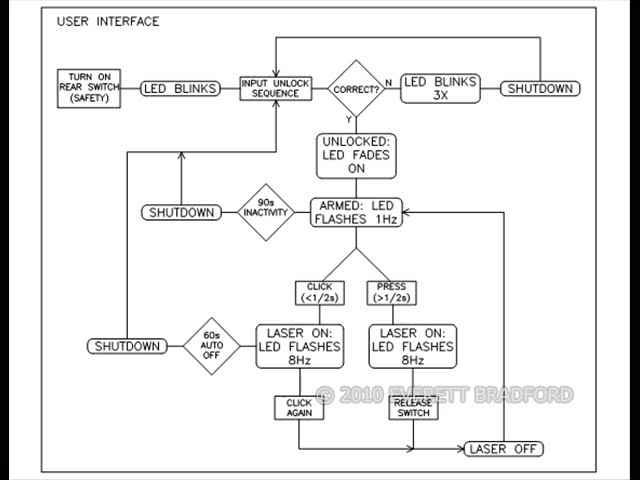 USER INTERFACE
TURN ON
REAR SWITCH
(SAFETY)
LED BLINKS
INPUT UNLOCK
SEQUENCE
CORRECT?
N
LED BLINKS
3X
SHUTDOWN
Y
UNLOCKED:
LED FADES
ON
SHUTDOWN
90s
INACTIVITY
ARMED: LED
FLASHES 1Hz
CLICK
(<1/2s)
PRESS
(>1/2s)
SHUTDOWN
60s
AUTO
OFF
LASER ON:
LED FLASHES
8Hz
LASER ON:
LED FLASHES
8Hz
© 2010 EVERETT BRADFORD
CLICK
AGAIN
RELEASE
SWITCH
LASER OFF